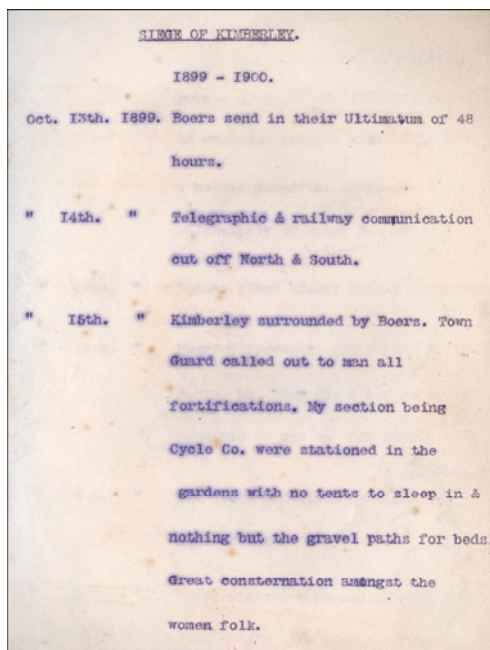 SIEGE OF KIMBERLEY.
1899 - 1900.
Oct. 13th. 1899. Boers send in their Ultimatum of 48
hours.
" 14th. " Telegraphic & railway communication
cut off North & South.
" 15th. " Kimberley surrounded by Boers. Town
Guard called out to man all
fortifications. My section being
Cycle Co. were stationed in the
gardens with no tents to sleep in &
nothing but the gravel paths for beds.
Great consternation amongst the
women folk.